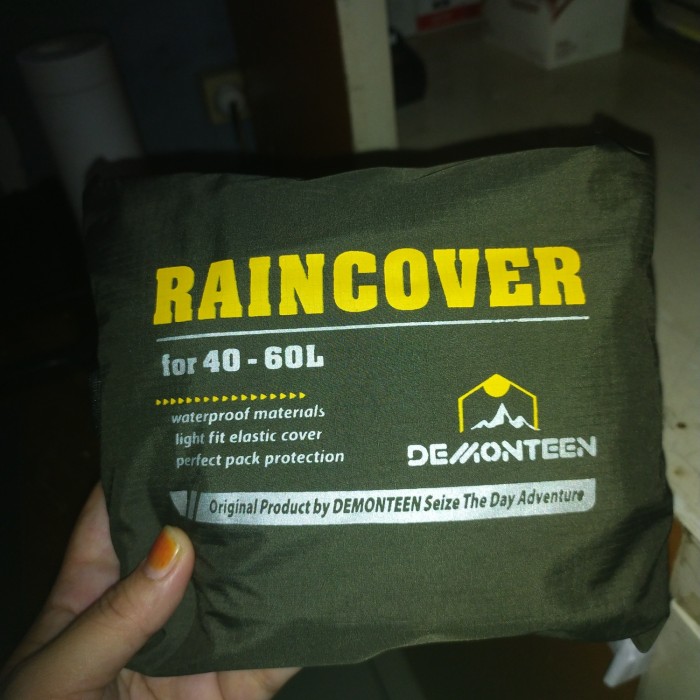 RAINCOVER
for 40 - 60L
waterproof materials
light fit elastic cover
perfect pack protection
DEMONTEEN
Original Product by DEMONTEEN Seize The Day Adventure